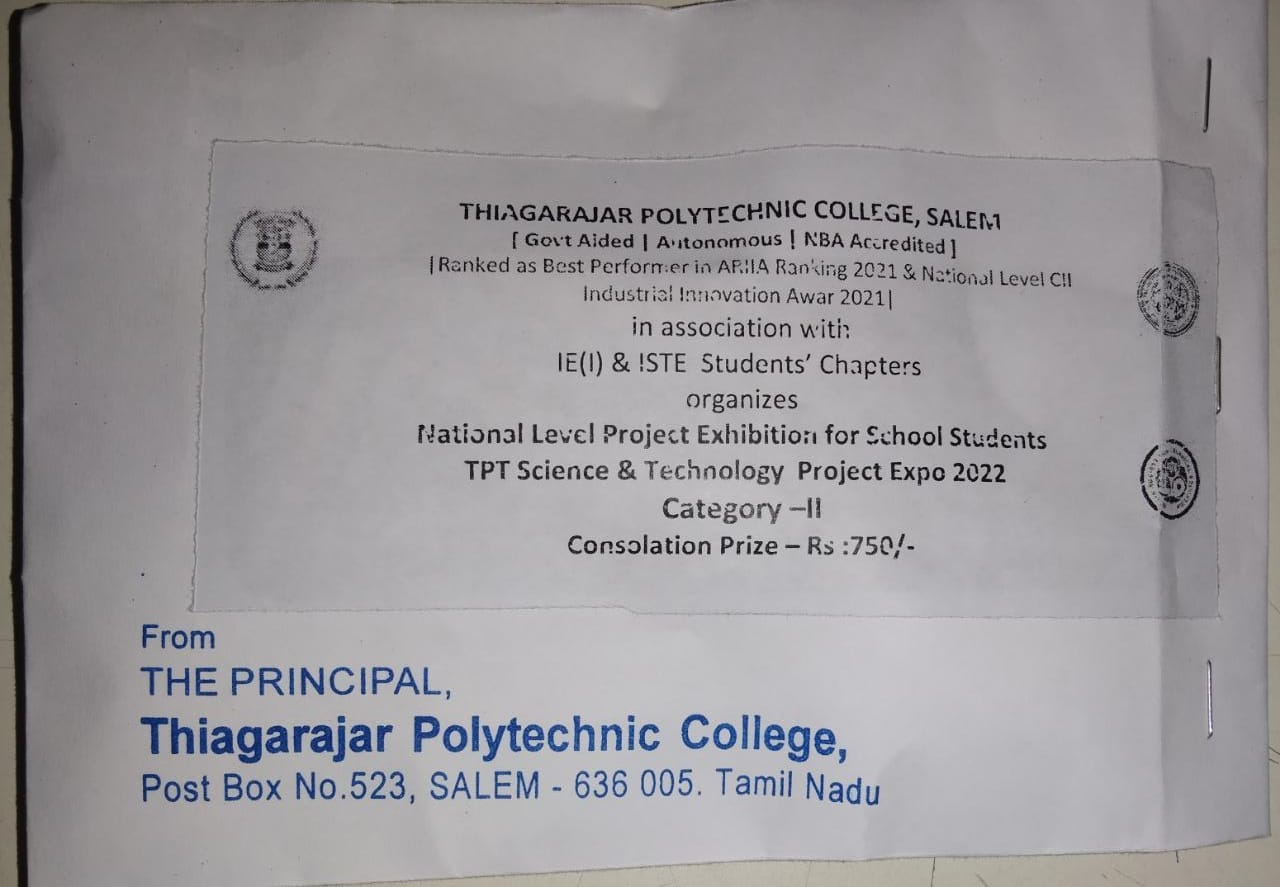 THIAGARAJAR POLYTECHNIC COLLEGE, SALEM
[ Govt Aided | Autonomous | NBA Accredited ]
|Ranked as Best Performer in ARIIA Ranking 2021 & National Level CII
Industrial Innovation Awar 2021|
in association with
IE(I) & ISTE Students' Chapters
organizes
National Level Project Exhibition for School Students
TPT Science & Technology Project Expo 2022
Category –II
Consolation Prize – Rs :750/-
From
THE PRINCIPAL,
Thiagarajar Polytechnic College,
Post Box No.523, SALEM - 636 005. Tamil Nadu